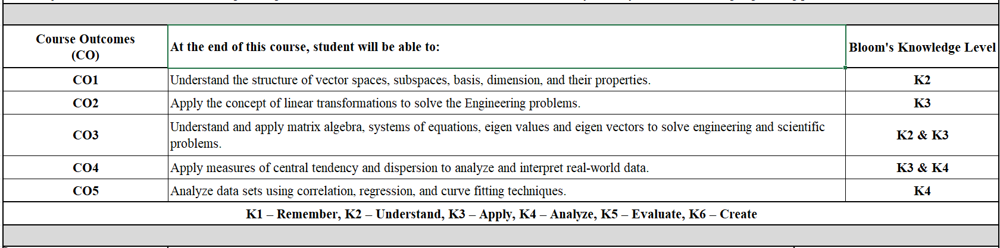 Course Outcomes
(CO)
At the end of this course, student will be able to:
Bloom's Knowledge Level
CO1
Understand the structure of vector spaces, subspaces, basis, dimension, and their properties.
K2
CO2
Apply the concept of linear transformations to solve the Engineering problems.
K3
CO3
Understand and apply matrix algebra, systems of equations, eigen values and eigen vectors to solve engineering and scientific
problems.
K2 & K3
CO4
Apply measures of central tendency and dispersion to analyze and interpret real-world data.
K3 & K4
CO5
Analyze data sets using correlation, regression, and curve fitting techniques.
K4
K1 – Remember, K2 – Understand, K3 – Apply, K4 – Analyze, K5 – Evaluate, K6 – Create